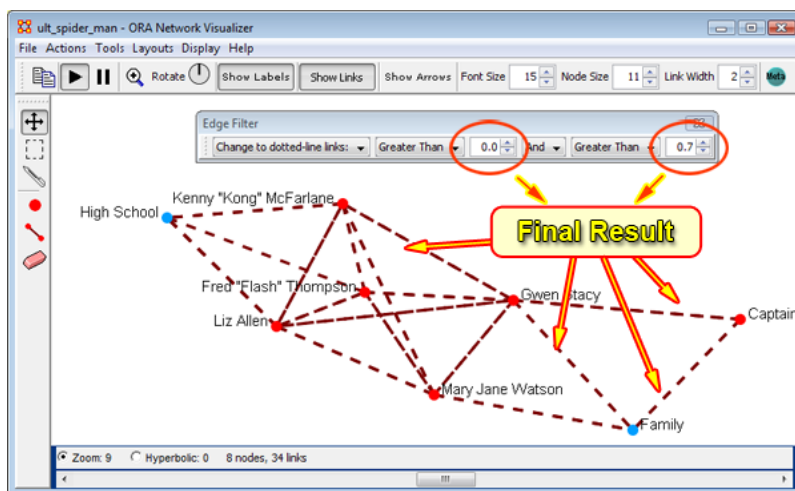 ult_spider_man - ORA Network Visualizer
File Actions Tools Layouts Display Help
Rotate Show Labels Show Links Show Arrows Font Size 15 Node Size 11 Link Width 2 Meta
Edge Filter
Change to dotted-line links: Greater Than 0.0 And Greater Than 0.7
Kenny "Kong" McFarlane
High School
Final Result
Fred "Flash" Thompson
Gwen Stacy
Liz Allen
Captain
Mary Jane Watson
Family
Zoom: 9 Hyperbolic: 0 8 nodes, 34 links